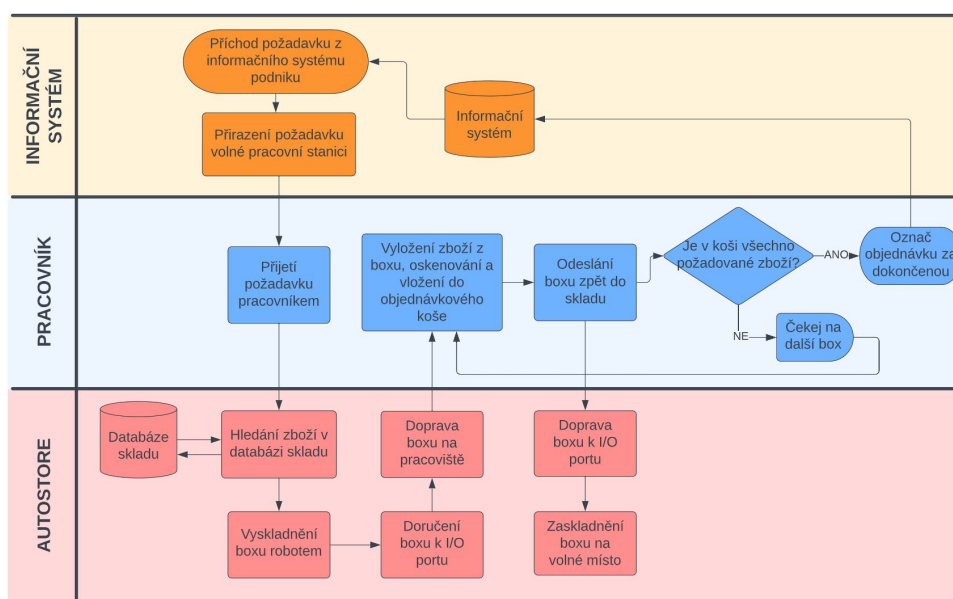 INFORMAČNÍ
SYSTÉM
Příchod požadavku z
informačního systému
podniku
Přirazení požadavku
volné pracovní stanici
Informační
systém
PRACOVNÍK
Přijetí
požadavku
pracovníkem
Vyložení zboží z
boxu, oskenování a
vložení do
objednávkového
koše
Odeslání
boxu zpět do
skladu
Je v koši všechno
požadované zboží?
ANO
Označ
objednávku za
dokončenou
NE
Čekej na
další box
AUTOSTORE
Databáze
skladu
Hledání zboží v
databázi skladu
Vyskladnění
boxu robotem
Doručení
boxu k I/O
portu
Doprava
boxu na
pracoviště
Doprava
boxu k I/O
portu
Zaskladnění
boxu na
volné místo